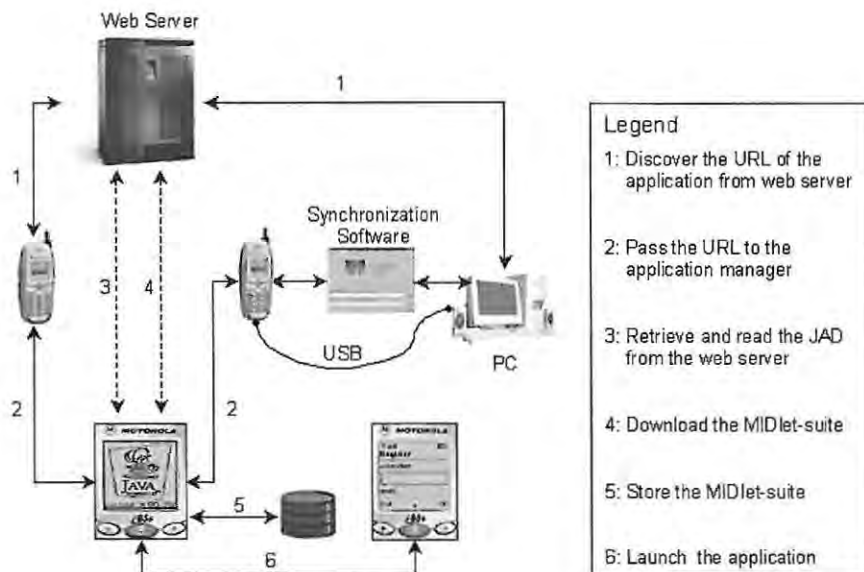 Web Server
1
1
Synchronization
Software
3
4
USB
PC
2
2
MOTOROLA
JAVA
MOTOROLA
Register
5
6
Legend
1: Discover the URL of the
application from web server
2: Pass the URL to the
application manager
3: Retrieve and read the JAD
from the web server
4: Download the MIDlet-suite
5: Store the MIDlet-suite
6: Launch the application